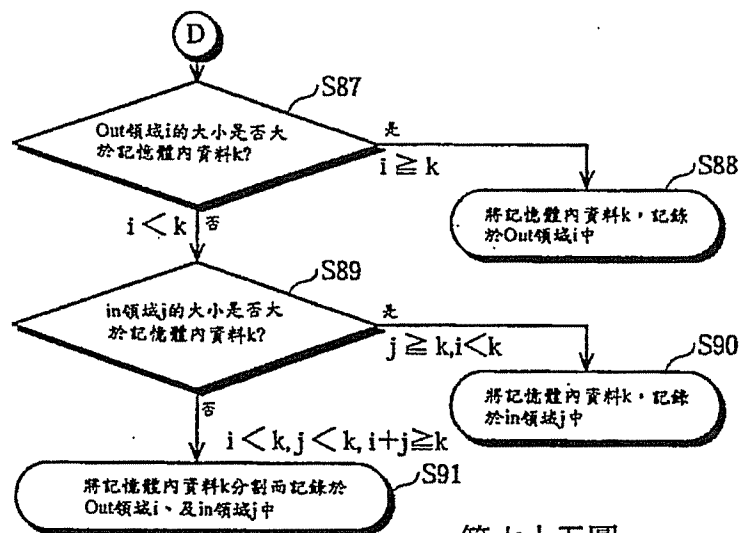 D
S87
Out領域i的大小是否大
於記憶體內資料k?
是
i ≧ k
S88
將記憶體內資料k，記錄
於Out領域i中
i < k 否
S89
in領域j的大小是否大
於記憶體內資料k?
是
j ≧ k,i<k
S90
將記憶體內資料k，記錄
於in領域j中
否
i < k, j < k, i+j≧k
S91
將記憶體內資料k分割而記錄於
Out領域i、及in領域j中